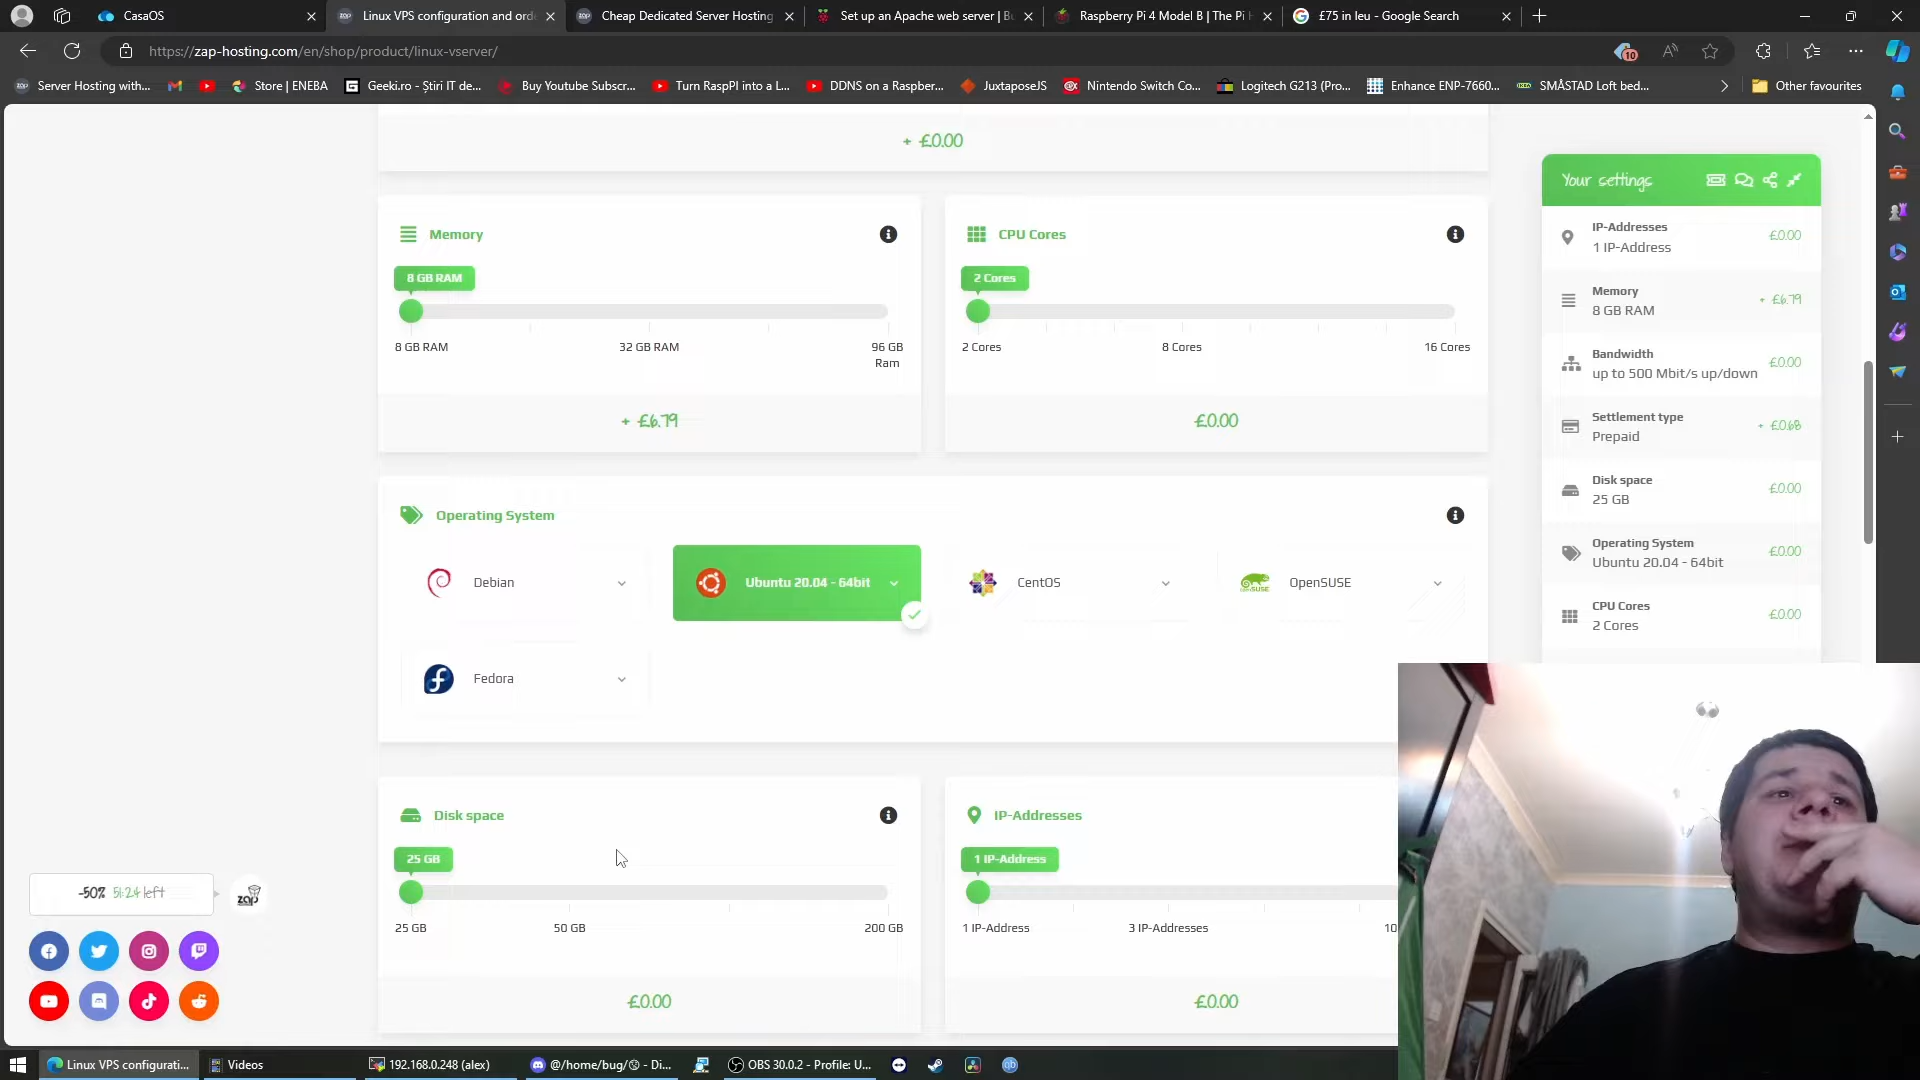 CasaOS
Linux VPS configuration and orde
Cheap Dedicated Server Hosting
Set up an Apache web server | Bu
Raspberry Pi 4 Model B | The Pi H
£75 in leu - Google Search
https://zap-hosting.com/en/shop/product/linux-vserver/
10
Server Hosting with...
Store | ENEBA
Geeki.ro - Știri IT de...
Buy Youtube Subscr...
Turn RaspPI into a L...
DDNS on a Raspber...
JuxtaposeJS
Nintendo Switch Co...
Logitech G213 (Pro...
Enhance ENP-7660...
SMÅSTAD Loft bed...
Other favourites
+ £0.00
Memory
8 GB RAM
8 GB RAM
32 GB RAM
96 GB
Ram
+ £6.79
CPU Cores
2 Cores
2 Cores
8 Cores
16 Cores
£0.00
Operating System
Debian
Ubuntu 20.04 - 64bit
CentOS
OpenSUSE
Fedora
Disk space
25 GB
25 GB
50 GB
200 GB
£0.00
IP-Addresses
1 IP-Address
1 IP-Address
3 IP-Addresses
10
£0.00
Your settings
IP-Addresses
1 IP-Address
£0.00
Memory
8 GB RAM
+ £6.79
Bandwidth
up to 500 Mbit/s up/down
£0.00
Settlement type
Prepaid
+ £0.68
Disk space
25 GB
£0.00
Operating System
Ubuntu 20.04 - 64bit
£0.00
CPU Cores
2 Cores
£0.00
-50% 51:24 left
zap
Linux VPS configurati...
Videos
192.168.0.248 (alex)
@/home/bug/ - Di...
OBS 30.0.2 - Profile: U...
qb